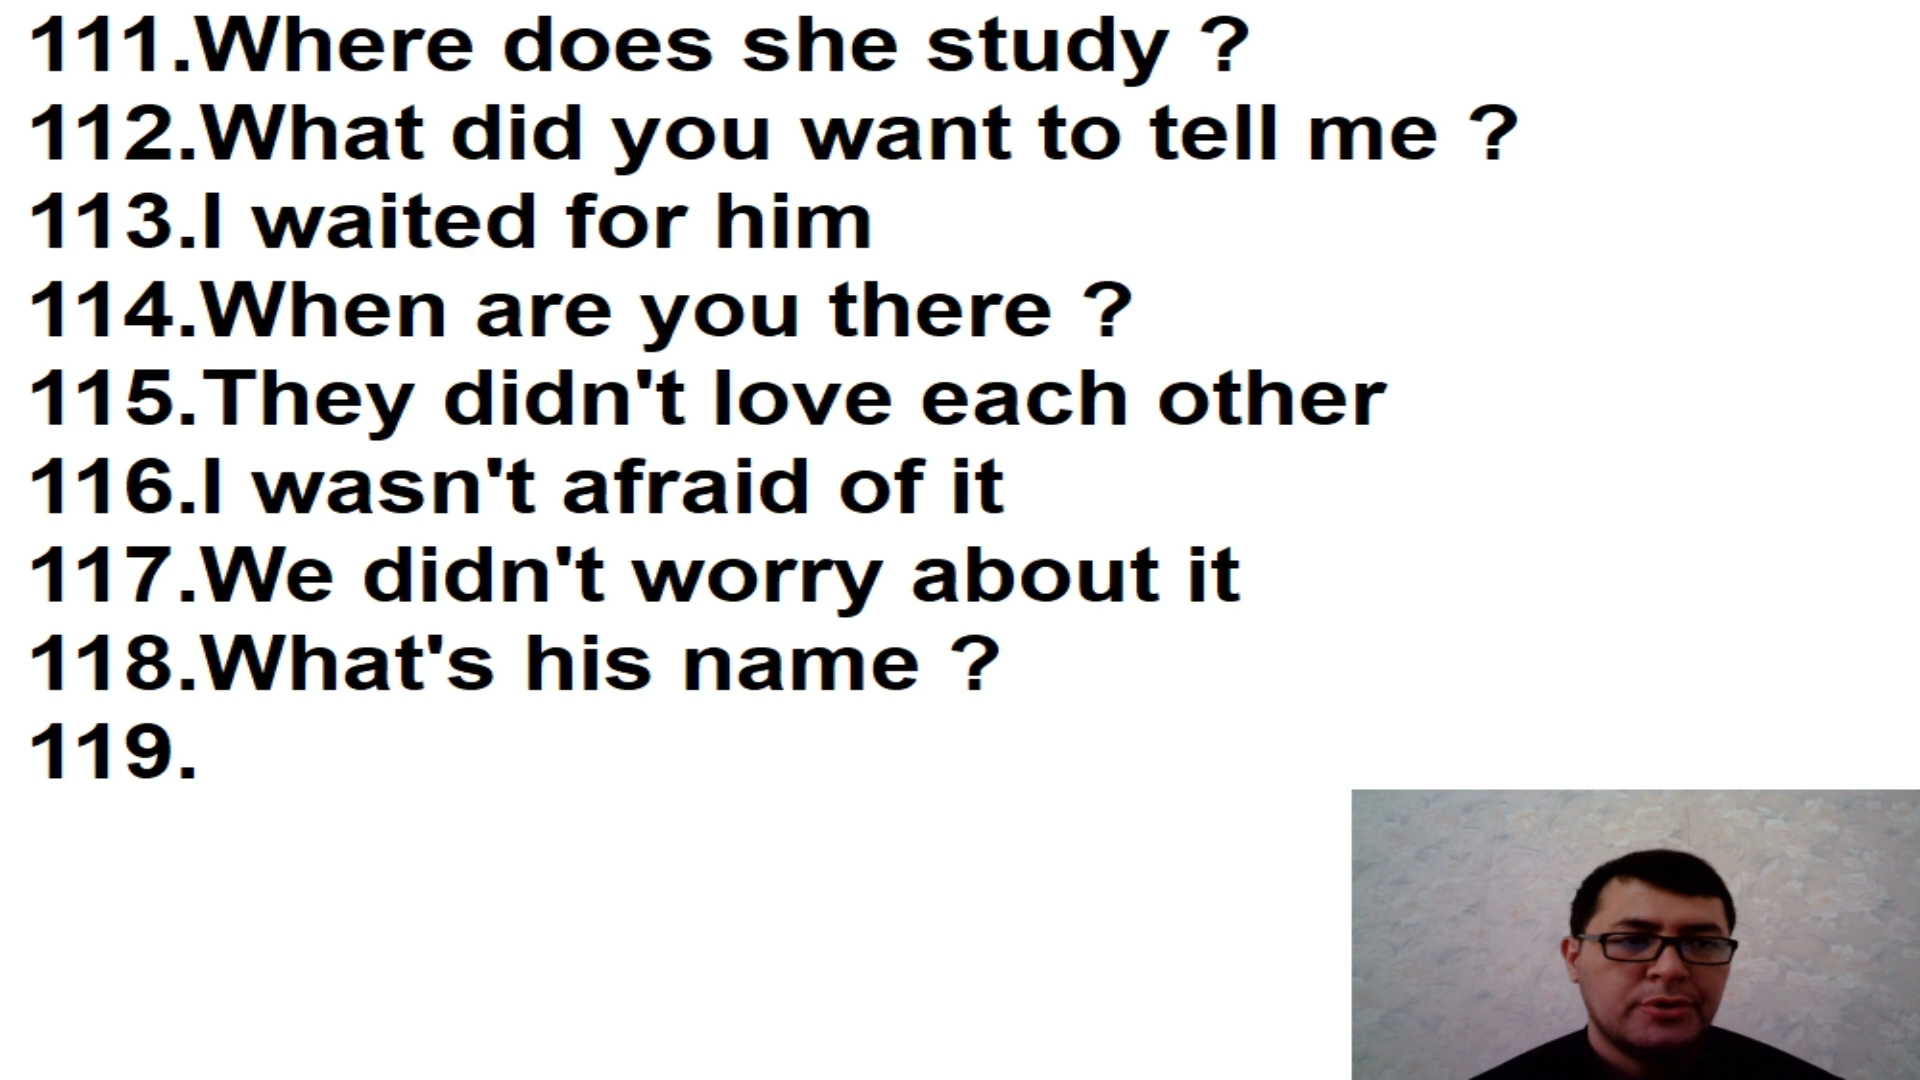 111.Where does she study ?
112.What did you want to tell me ?
113.I waited for him
114.When are you there ?
115.They didn't love each other
116.I wasn't afraid of it
117.We didn't worry about it
118.What's his name ?
119.